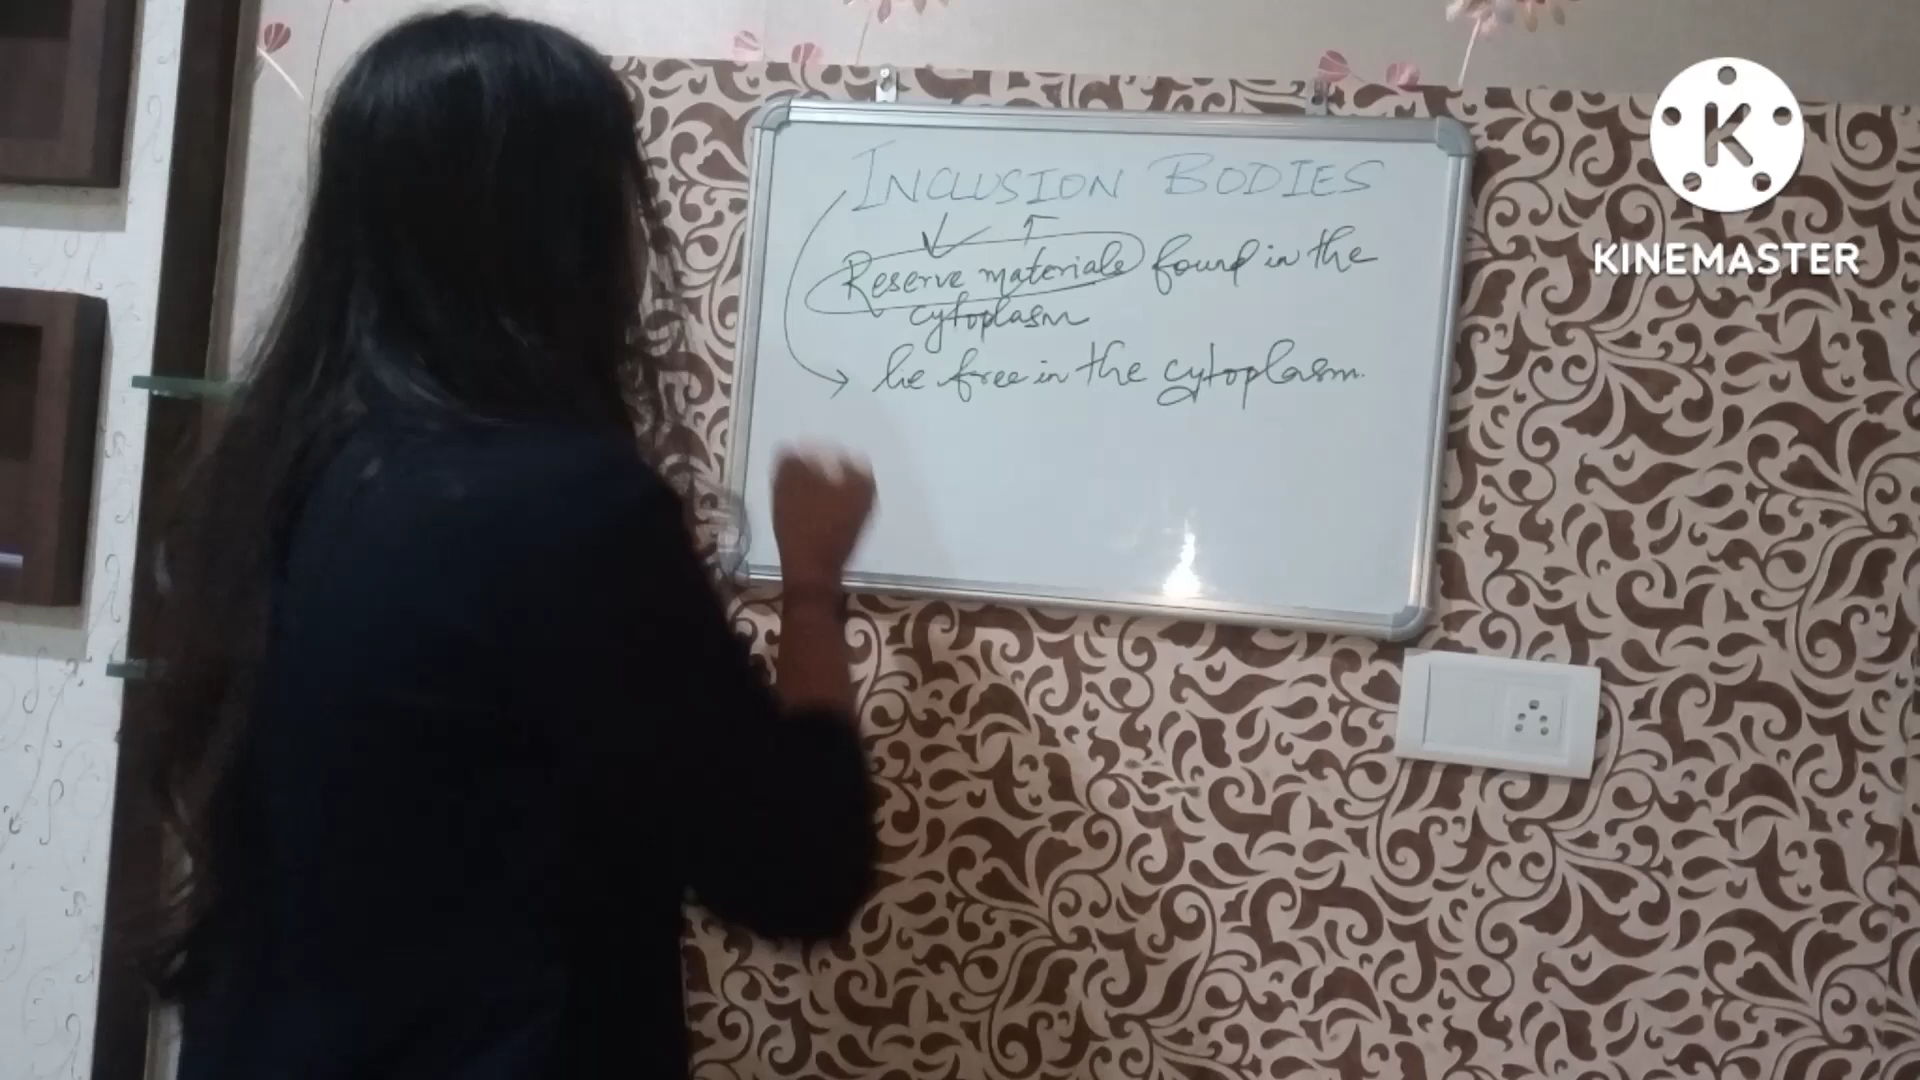 INCLUSION BODIES
Reserve materials found in the
cytoplasm
lie free in the cytoplasm.
K
KINEMASTER